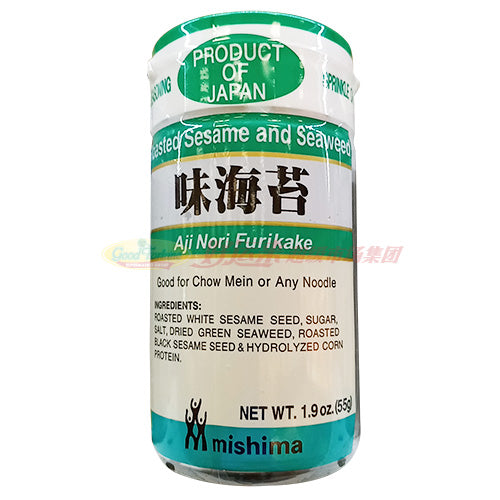 PRODUCT
OF
JAPAN
SPRINKLE
Roasted Sesame and Seaweed
味海苔
Aji Nori Furikake
Good for Chow Mein or Any Noodle
INGREDIENTS:
ROASTED WHITE SESAME SEED, SUGAR,
SALT, DRIED GREEN SEAWEED, ROASTED
BLACK SESAME SEED & HYDROLYZED CORN
PROTEIN.
NET WT. 1.9 oz. (55g)
mishima